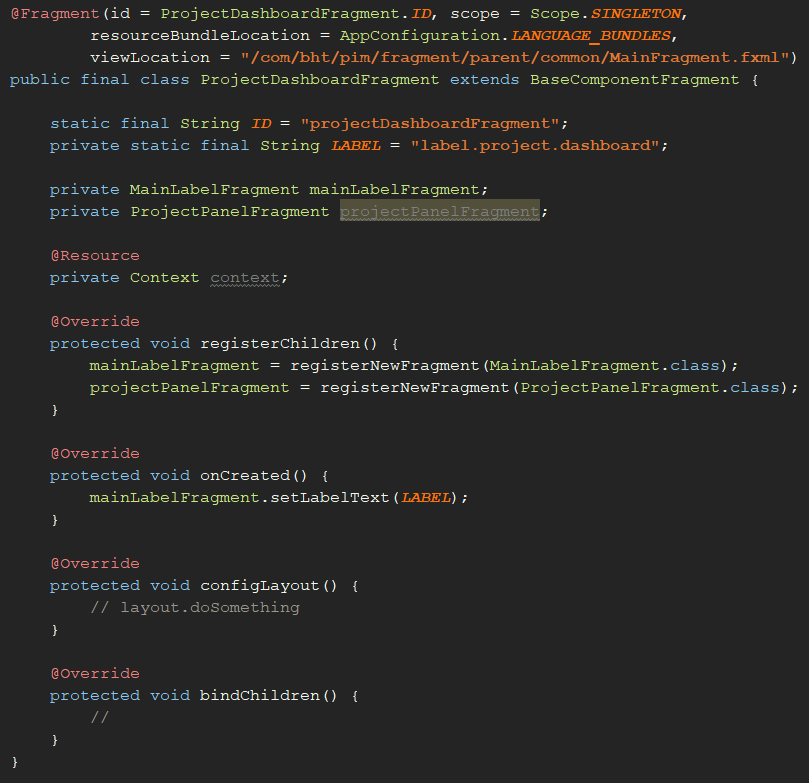 @Fragment(id = ProjectDashboardFragment.ID, scope = Scope.SINGLETON,
        resourceBundleLocation = AppConfiguration.LANGUAGE_BUNDLES,
        viewLocation = "/com/bht/pim/fragment/parent/common/MainFragment.fxml")
public final class ProjectDashboardFragment extends BaseComponentFragment {

    static final String ID = "projectDashboardFragment";
    private static final String LABEL = "label.project.dashboard";

    private MainLabelFragment mainLabelFragment;
    private ProjectPanelFragment projectPanelFragment;

    @Resource
    private Context context;

    @Override
    protected void registerChildren() {
        mainLabelFragment = registerNewFragment(MainLabelFragment.class);
        projectPanelFragment = registerNewFragment(ProjectPanelFragment.class);
    }

    @Override
    protected void onCreated() {
        mainLabelFragment.setLabelText(LABEL);
    }

    @Override
    protected void configLayout() {
        // layout.doSomething
    }

    @Override
    protected void bindChildren() {
        //
    }
}